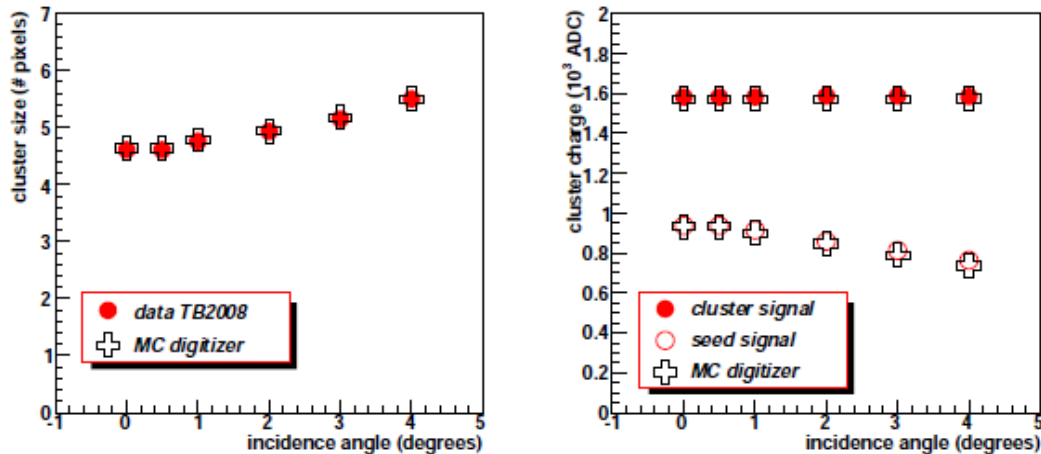 cluster size (# pixels)
7
6
5
4
3
2
1
0
data TB2008
MC digitizer
-1 0 1 2 3 4 5
incidence angle (degrees)
cluster charge (10³ ADC)
2
1.8
1.6
1.4
1.2
1
0.8
0.6
0.4
0.2
0
cluster signal
seed signal
MC digitizer
-1 0 1 2 3 4 5
incidence angle (degrees)